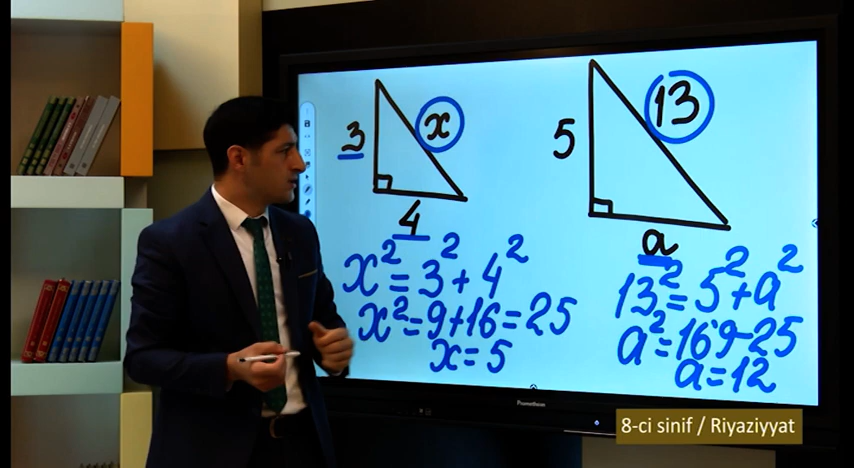 3
x
4
x² = 3² + 4²
x² = 9 + 16 = 25
x = 5
5
13
a
13² = 5² + a²
a² = 169 - 25
a = 12
Promethean
8-ci sinif / Riyaziyyat